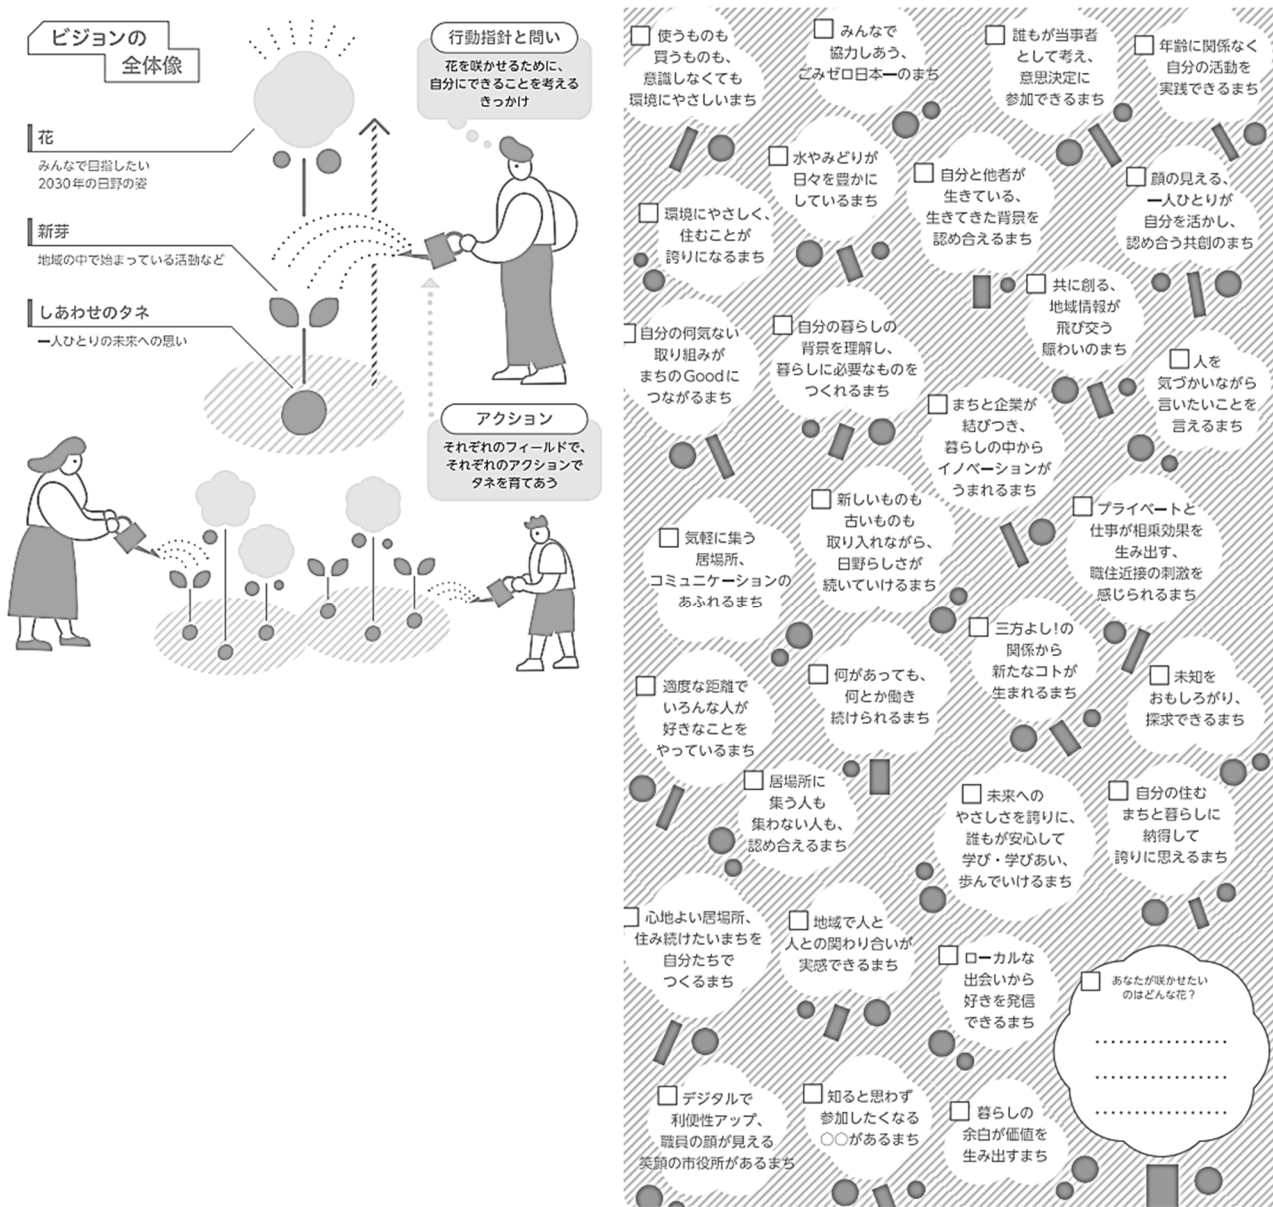 ビジョンの
全体像
花
みんなで目指したい
2030年の日野の姿
新芽
地域の中で始まっている活動など
しあわせのタネ
一人ひとりの未来への思い
行動指針と問い
花を咲かせるために、
自分にできることを考える
きっかけ
アクション
それぞれのフィールドで、
それぞれのアクションで
タネを育てあう
使うものも
買うものも、
意識しなくても
環境にやさしいまち
みんなで
協力しあう、
ごみゼロ日本一のまち
誰もが当事者
として考え、
意思決定に
参加できるまち
年齢に関係なく
自分の活動を
実践できるまち
環境にやさしく、
住むことが
誇りになるまち
水やみどりが
日々を豊かに
しているまち
自分と他者が
生きている、
生きてきた背景を
認め合えるまち
顔の見える、
一人ひとりが
自分を活かし、
認め合う共創のまち
自分の何気ない
取り組みが
まちのGoodに
つながるまち
自分の暮らしの
背景を理解し、
暮らしに必要なものを
つくれるまち
共に創る、
地域情報が
飛び交う
賑わいのまち
人を
気づかいながら
言いたいことを
言えるまち
まちと企業が
結びつき、
暮らしの中から
イノベーションが
うまれるまち
気軽に集う
居場所、
コミュニケーションの
あふれるまち
新しいものも
古いものも
取り入れながら、
日野らしさが
続いていけるまち
プライベートと
仕事が相乗効果を
生み出す、
職住近接の刺激を
感じられるまち
適度な距離で
いろんな人が
好きなことを
やっているまち
何があっても、
何とか働き
続けられるまち
三方よし!の
関係から
新たなコトが
生まれるまち
未知を
おもしろがり、
探求できるまち
居場所に
集う人も
集わない人も、
認め合えるまち
未来への
やさしさを誇りに、
誰もが安心して
学び・学びあい、
歩んでいけるまち
自分の住む
まちと暮らしに
納得して
誇りに思えるまち
心地よい居場所、
住み続けたいまちを
自分たちで
つくるまち
地域で人と
人との関わり合いが
実感できるまち
ローカルな
出会いから
好きを発信
できるまち
あなたが咲かせたい
のはどんな花？
デジタルで
利便性アップ、
職員の顔が見える
笑顔の市役所があるまち
知ると思わず
参加したくなる
〇〇があるまち
暮らしの
余白が価値を
生み出すまち